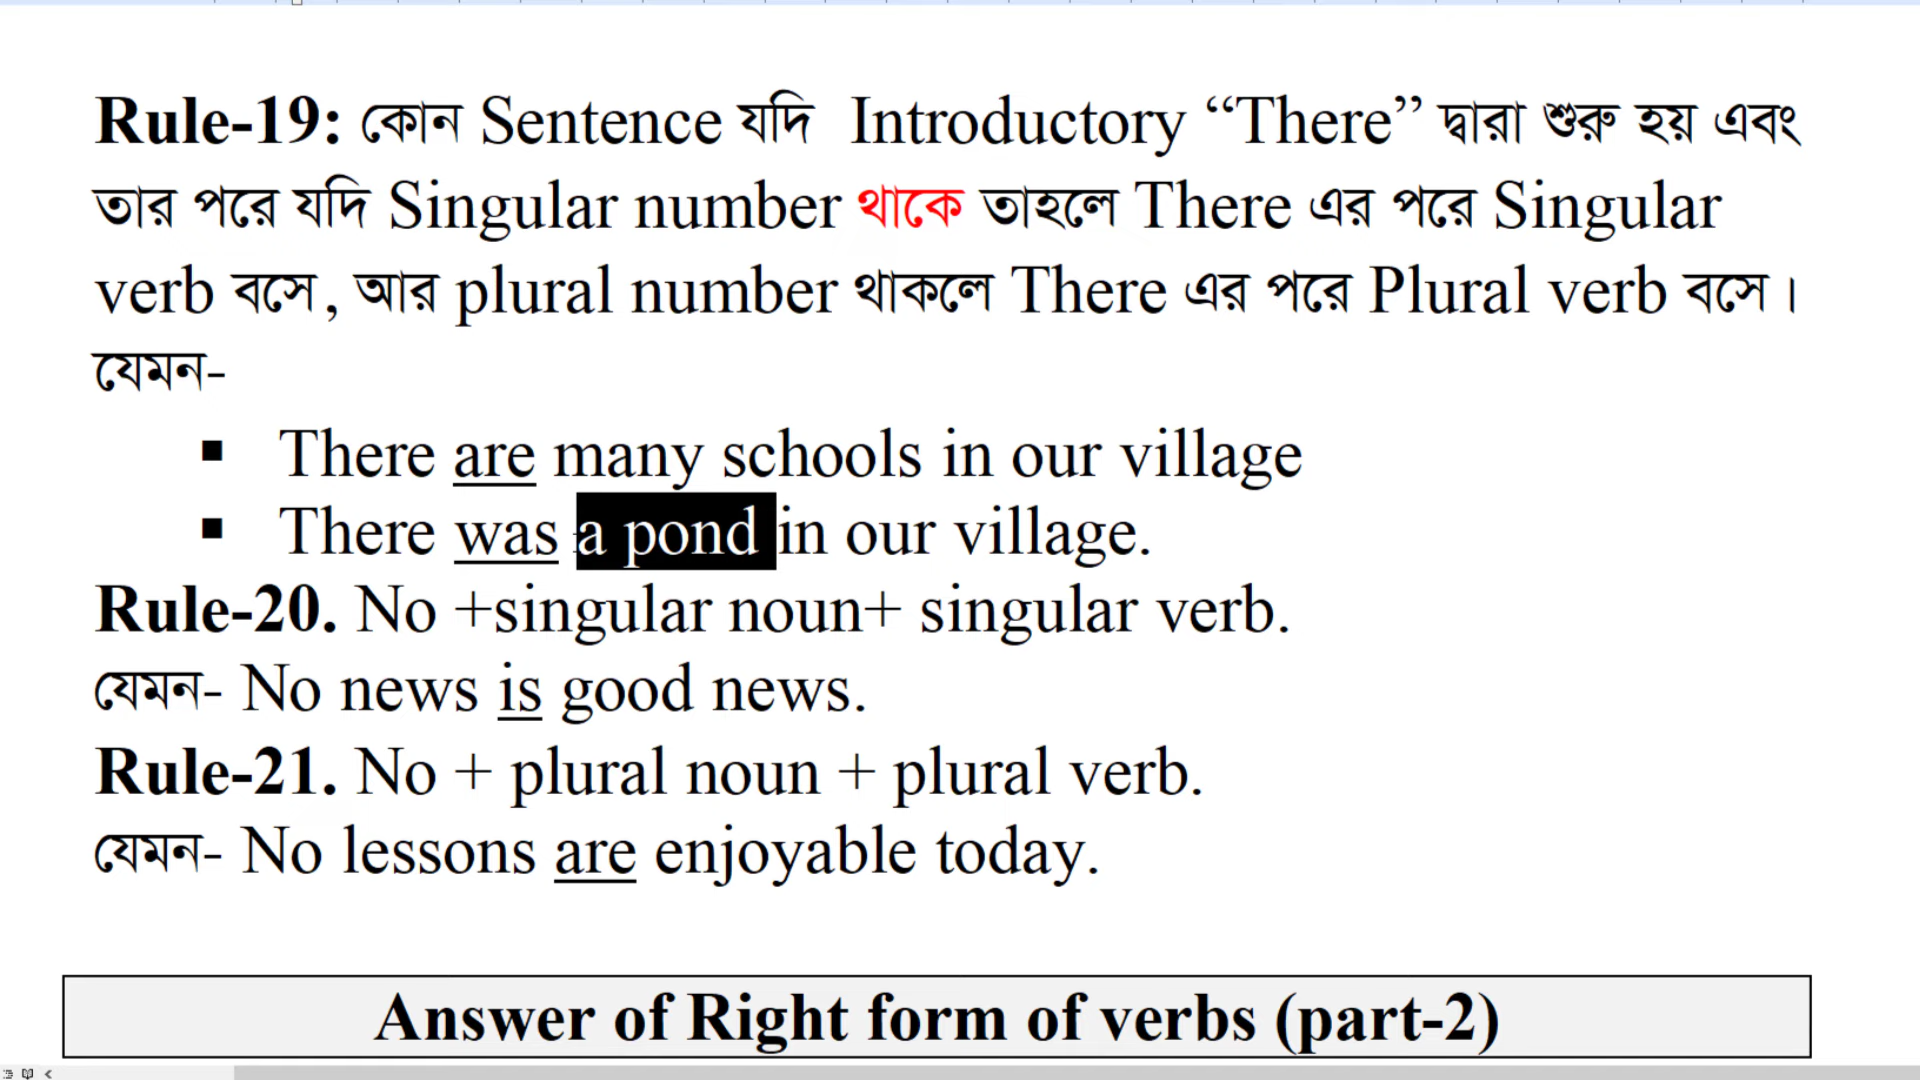 Rule-19: কোন Sentence যদি Introductory “There” দ্বারা শুরু হয় এবং
তার পরে যদি Singular number থাকে তাহলে There এর পরে Singular
verb বসে, আর plural number থাকলে There এর পরে Plural verb বসে।
যেমন-
▪ There are many schools in our village
▪ There was a pond in our village.
Rule-20. No +singular noun+ singular verb.
যেমন- No news is good news.
Rule-21. No + plural noun + plural verb.
যেমন- No lessons are enjoyable today.
Answer of Right form of verbs (part-2)